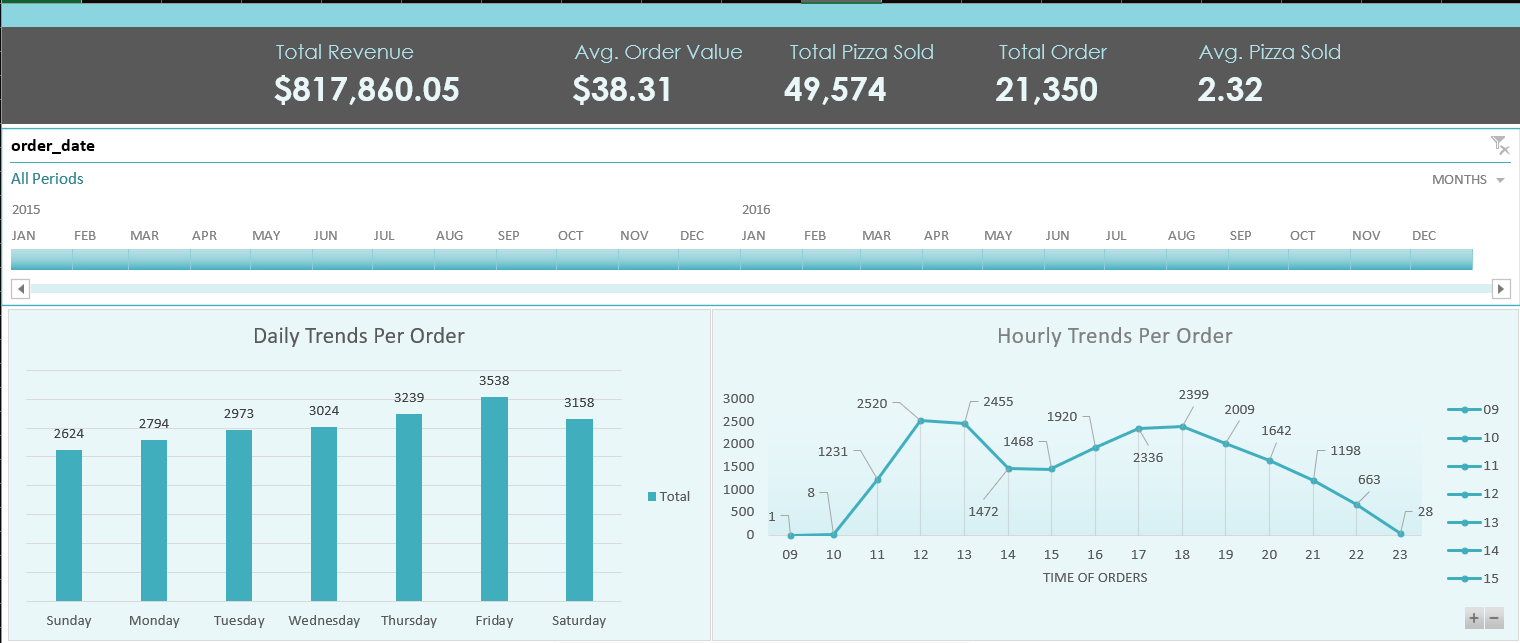 Total Revenue Avg. Order Value Total Pizza Sold Total Order Avg. Pizza Sold
$817,860.05 $38.31 49,574 21,350 2.32
order_date
All Periods MONTHS
2015 2016
JAN FEB MAR APR MAY JUN JUL AUG SEP OCT NOV DEC JAN FEB MAR APR MAY JUN JUL AUG SEP OCT NOV DEC
Daily Trends Per Order
2624 2794 2973 3024 3239 3538 3158
Total
Sunday Monday Tuesday Wednesday Thursday Friday Saturday
Hourly Trends Per Order
3000
2500
2000
1500
1000
500
0
1 8 1231 2520 2455 1472 1468 1920 2336 2399 2009 1642 1198 663 28
09 10 11 12 13 14 15 16 17 18 19 20 21 22 23
TIME OF ORDERS
09
10
11
12
13
14
15
+ −